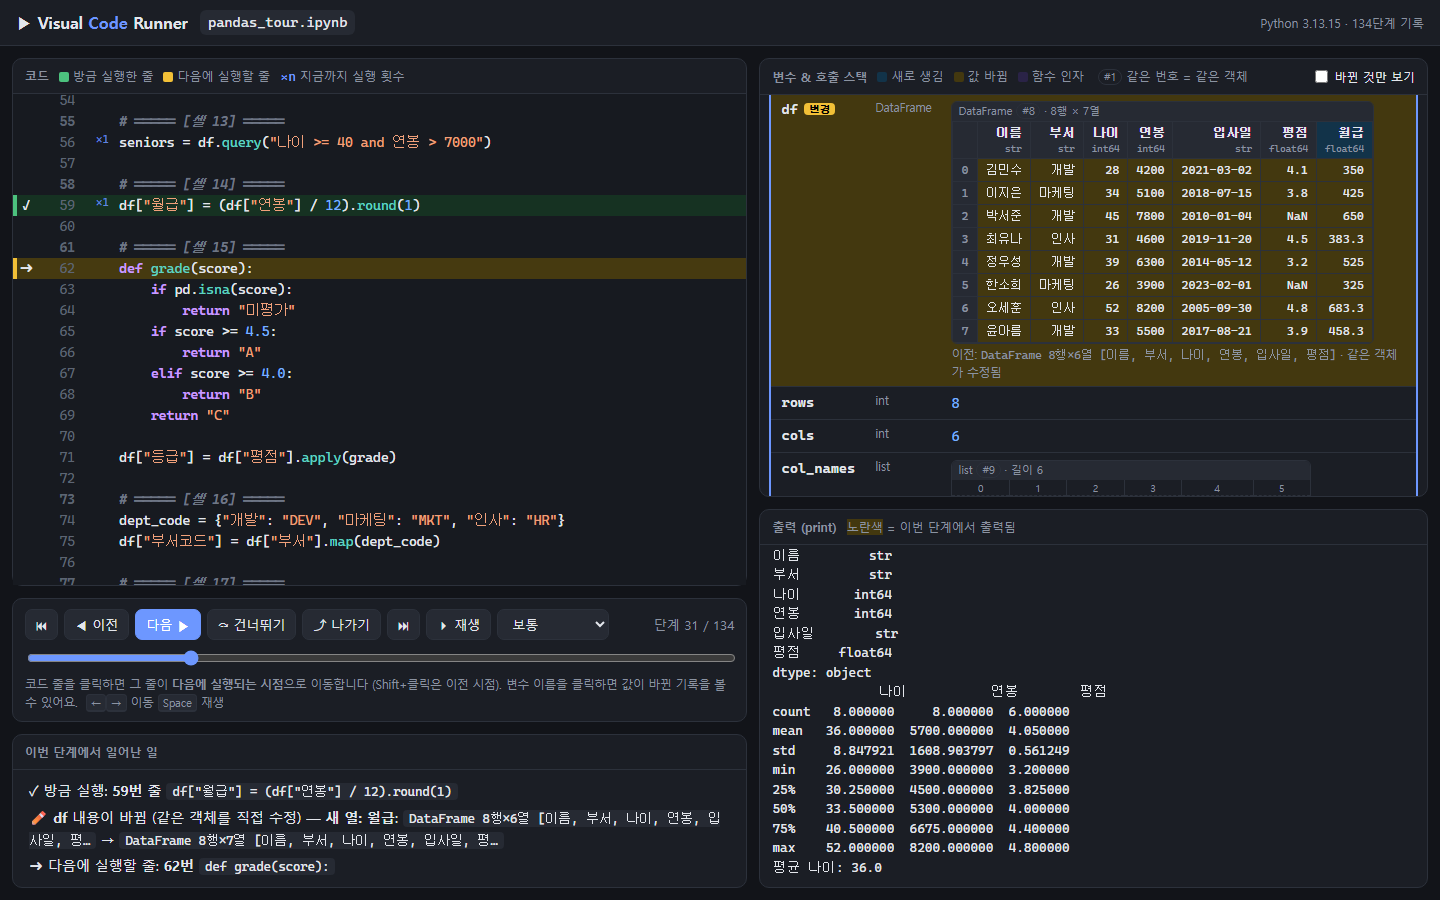 ▶ Visual Code Runner pandas_tour.ipynb
Python 3.13.15 · 134단계 기록
코드 방금 실행한 줄 다음에 실행할 줄 ×n 지금까지 실행 횟수
54
55 # ══════ [셀 13] ══════
56 ×1 seniors = df.query("나이 >= 40 and 연봉 > 7000")
57
58 # ══════ [셀 14] ══════
✓ 59 ×1 df["월급"] = (df["연봉"] / 12).round(1)
60
61 # ══════ [셀 15] ══════
➔ 62 def grade(score):
63 if pd.isna(score):
64 return "미평가"
65 if score >= 4.5:
66 return "A"
67 elif score >= 4.0:
68 return "B"
69 return "C"
70
71 df["등급"] = df["평점"].apply(grade)
72
73 # ══════ [셀 16] ══════
74 dept_code = {"개발": "DEV", "마케팅": "MKT", "인사": "HR"}
75 df["부서코드"] = df["부서"].map(dept_code)
76
77 # ══════ [셀 17] ══════
⏮ ◀ 이전 다음 ▶ 건너뛰기 나가기 ⏭ 재생 보통 단계 31 / 134
코드 줄을 클릭하면 그 줄이 다음에 실행되는 시점으로 이동합니다 (Shift+클릭은 이전 시점). 변수 이름을 클릭하면 값이 바뀐 기록을 볼
수 있어요. ← → 이동 Space 재생
이번 단계에서 일어난 일
✓ 방금 실행: 59번 줄 df["월급"] = (df["연봉"] / 12).round(1)
df 내용이 바뀜 (같은 객체를 직접 수정) — 새 열: 월급: DataFrame 8행×6열 [이름, 부서, 나이, 연봉, 입
사일, 평… → DataFrame 8행×7열 [이름, 부서, 나이, 연봉, 입사일, 평…
➔ 다음에 실행할 줄: 62번 def grade(score):
변수 & 호출 스택 새로 생김 값 바뀜 함수 인자 #1 같은 번호 = 같은 객체 바뀐 것만 보기
df 변경 DataFrame DataFrame #8 · 8행 × 7열
이름 부서 나이 연봉 입사일 평점 월급
str str int64 int64 str float64 float64
0 김민수 개발 28 4200 2021-03-02 4.1 350
1 이지은 마케팅 34 5100 2018-07-15 3.8 425
2 박서준 개발 45 7800 2010-01-04 NaN 650
3 최유나 인사 31 4600 2019-11-20 4.5 383.3
4 정우성 개발 39 6300 2014-05-12 3.2 525
5 한소희 마케팅 26 3900 2023-02-01 NaN 325
6 오세훈 인사 52 8200 2005-09-30 4.8 683.3
7 윤아름 개발 33 5500 2017-08-21 3.9 458.3
이전: DataFrame 8행×6열 [이름, 부서, 나이, 연봉, 입사일, 평점] · 같은 객체
가 수정됨
rows int 8
cols int 6
col_names list list #9 · 길이 6
0 1 2 3 4 5
출력 (print) 노란색 = 이번 단계에서 출력됨
이름 str
부서 str
나이 int64
연봉 int64
입사일 str
평점 float64
dtype: object
나이 연봉 평점
count 8.000000 8.000000 6.000000
mean 36.000000 5700.000000 4.050000
std 8.847921 1608.903797 0.561249
min 26.000000 3900.000000 3.200000
25% 30.250000 4500.000000 3.825000
50% 33.500000 5300.000000 4.000000
75% 40.500000 6675.000000 4.400000
max 52.000000 8200.000000 4.800000
평균 나이: 36.0